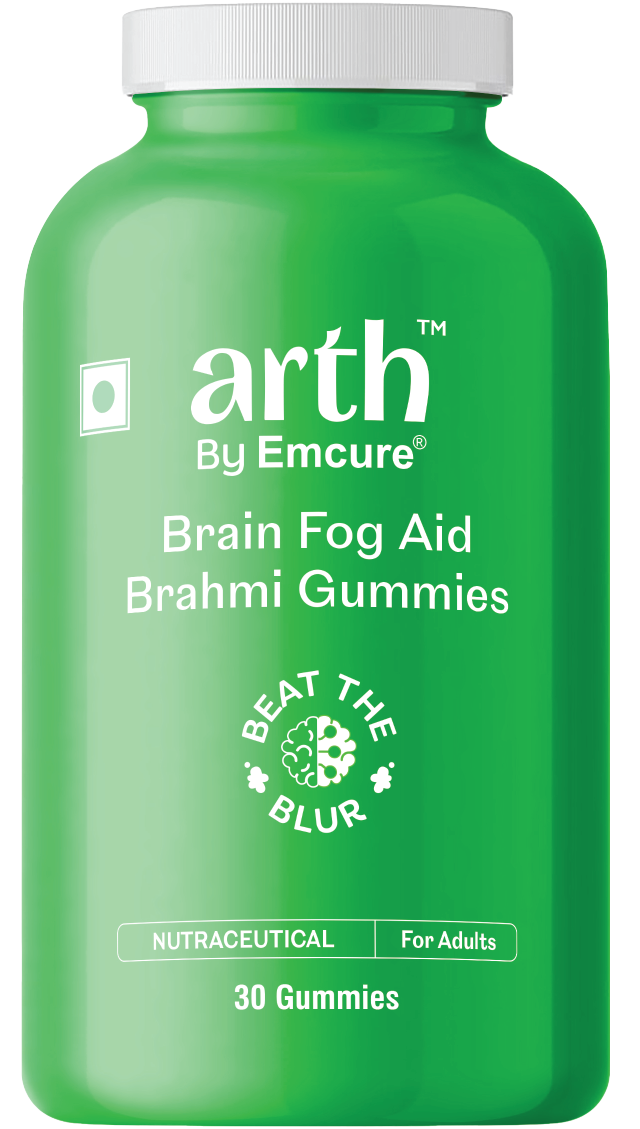 arth™
By Emcure®
Brain Fog Aid
Brahmi Gummies
BEAT THE
BLUR
NUTRACEUTICAL
For Adults
30 Gummies